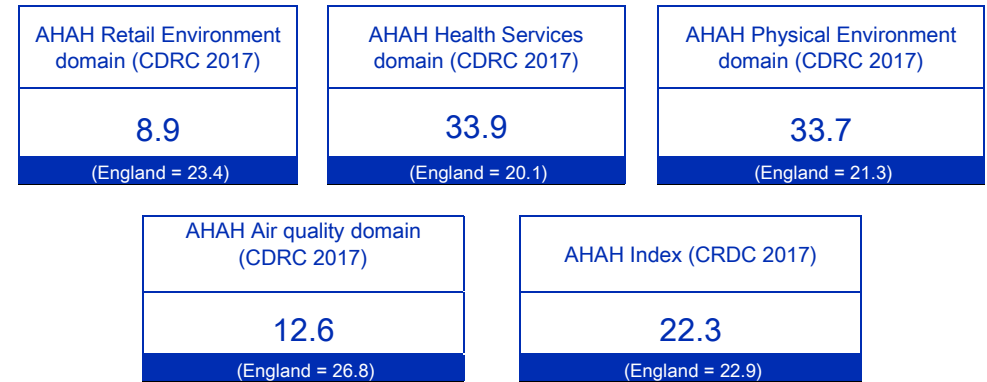 AHAH Retail Environment
domain (CDRC 2017)
8.9
(England = 23.4)
AHAH Health Services
domain (CDRC 2017)
33.9
(England = 20.1)
AHAH Physical Environment
domain (CDRC 2017)
33.7
(England = 21.3)
AHAH Air quality domain
(CDRC 2017)
12.6
(England = 26.8)
AHAH Index (CRDC 2017)
22.3
(England = 22.9)